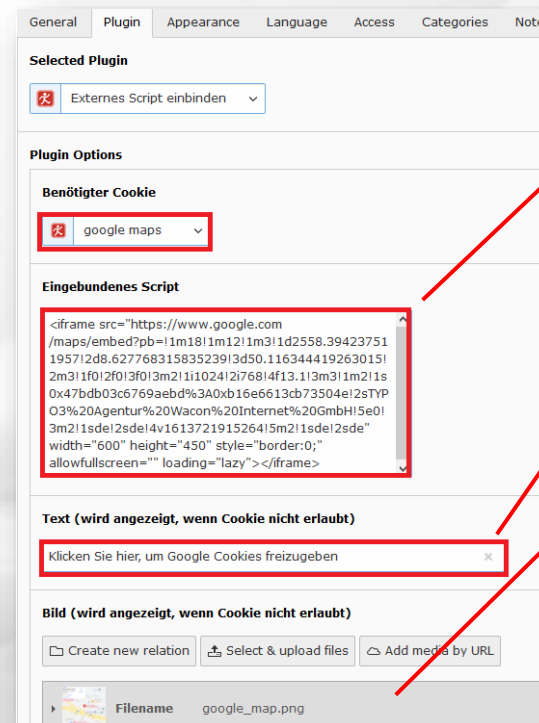 General Plugin Appearance Language Access Categories Note
Selected Plugin
Externes Script einbinden
Plugin Options
Benötigter Cookie
google maps
Eingebundenes Script
<iframe src="https://www.google.com
/maps/embed?pb=!1m18!1m12!1m3!1d2558.39423751
1957!2d8.627768315835239!3d50.116344419263015!
2m3!1f0!2f0!3f0!3m2!1i1024!2i768!4f13.1!3m3!1m2!1s
0x47bdb03c6769aebd%3A0xb16e6613cb73504e!2sTYP
O3%20Agentur%20Wacon%20Internet%20GmbH!5e0!
3m2!1sde!2sde!4v1613721915264!5m2!1sde!2sde"
width="600" height="450" style="border:0;"
allowfullscreen="" loading="lazy"></iframe>
Text (wird angezeigt, wenn Cookie nicht erlaubt)
Klicken Sie hier, um Google Cookies freizugeben
Bild (wird angezeigt, wenn Cookie nicht erlaubt)
Create new relation Select & upload files Add media by URL
Filename google_map.png